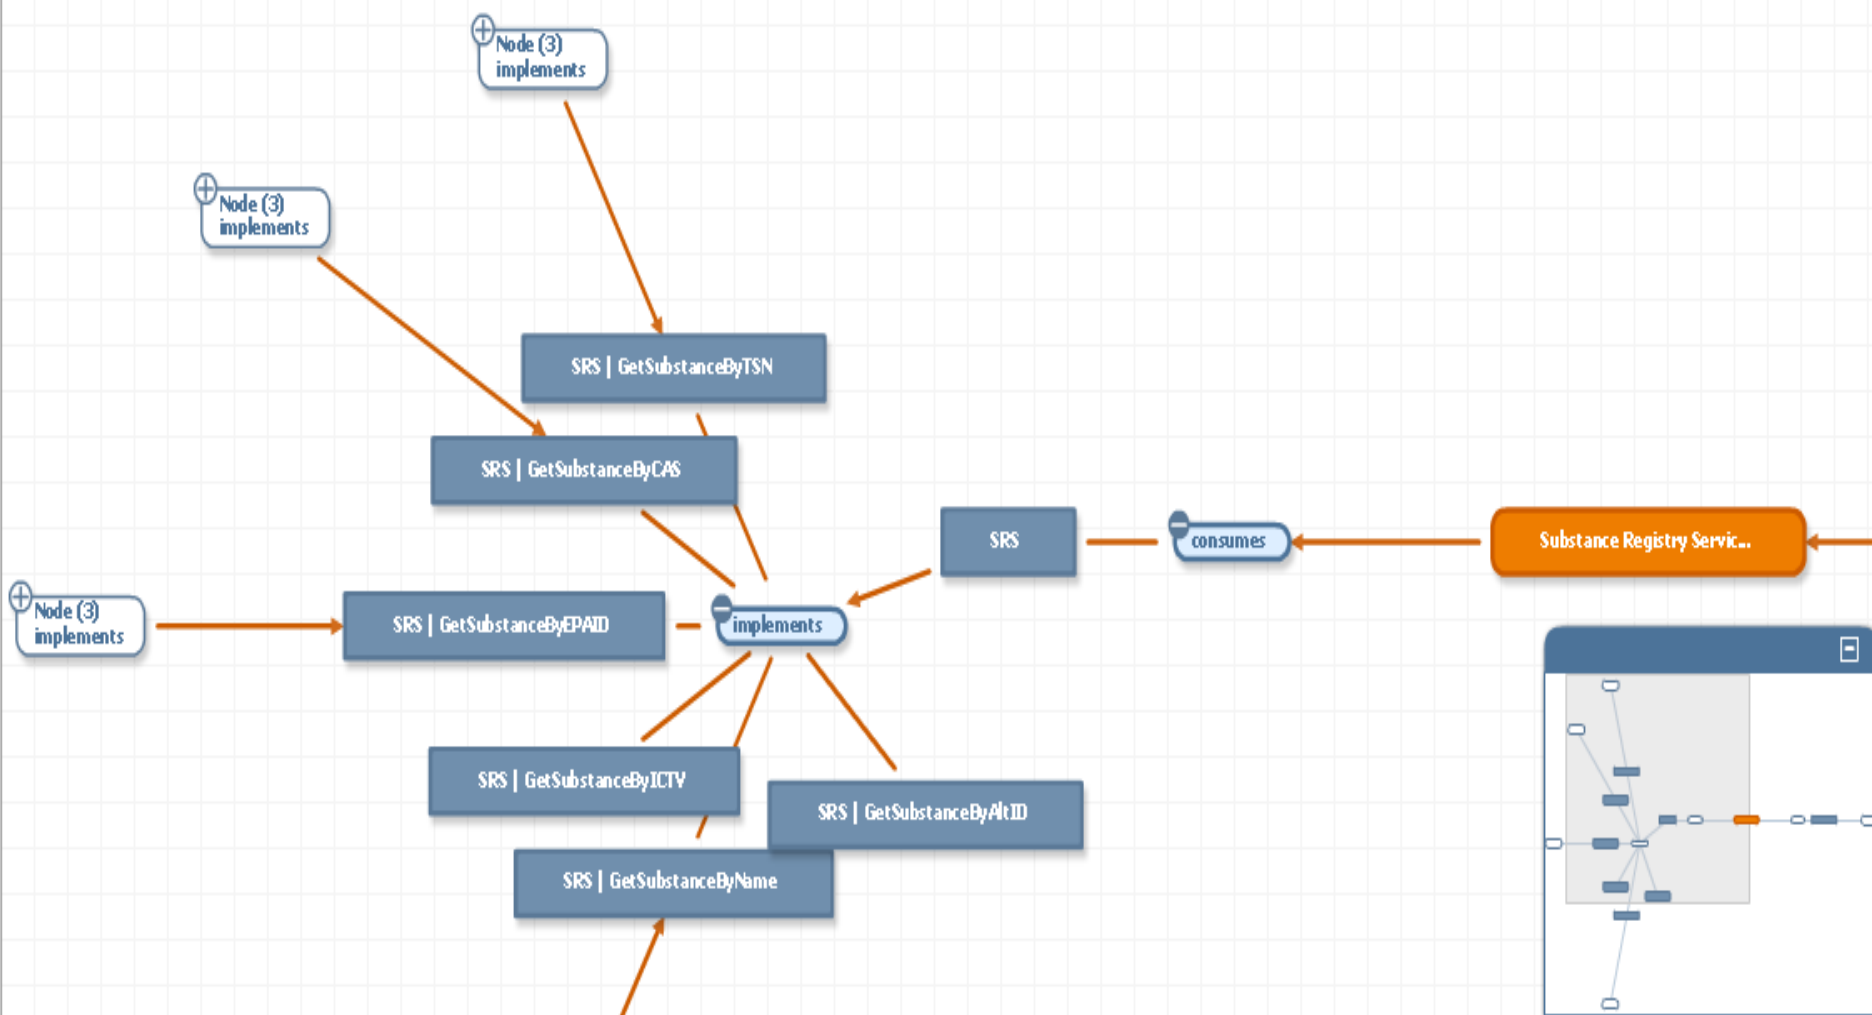 Node (3)
implements
Node (3)
implements
SRS | GetSubstanceByTSN
SRS | GetSubstanceByCAS
SRS
consumes
Substance Registry Servic...
Node (3)
implements
SRS | GetSubstanceByEPAID
implements
SRS | GetSubstanceByICTV
SRS | GetSubstanceByAltID
SRS | GetSubstanceByName